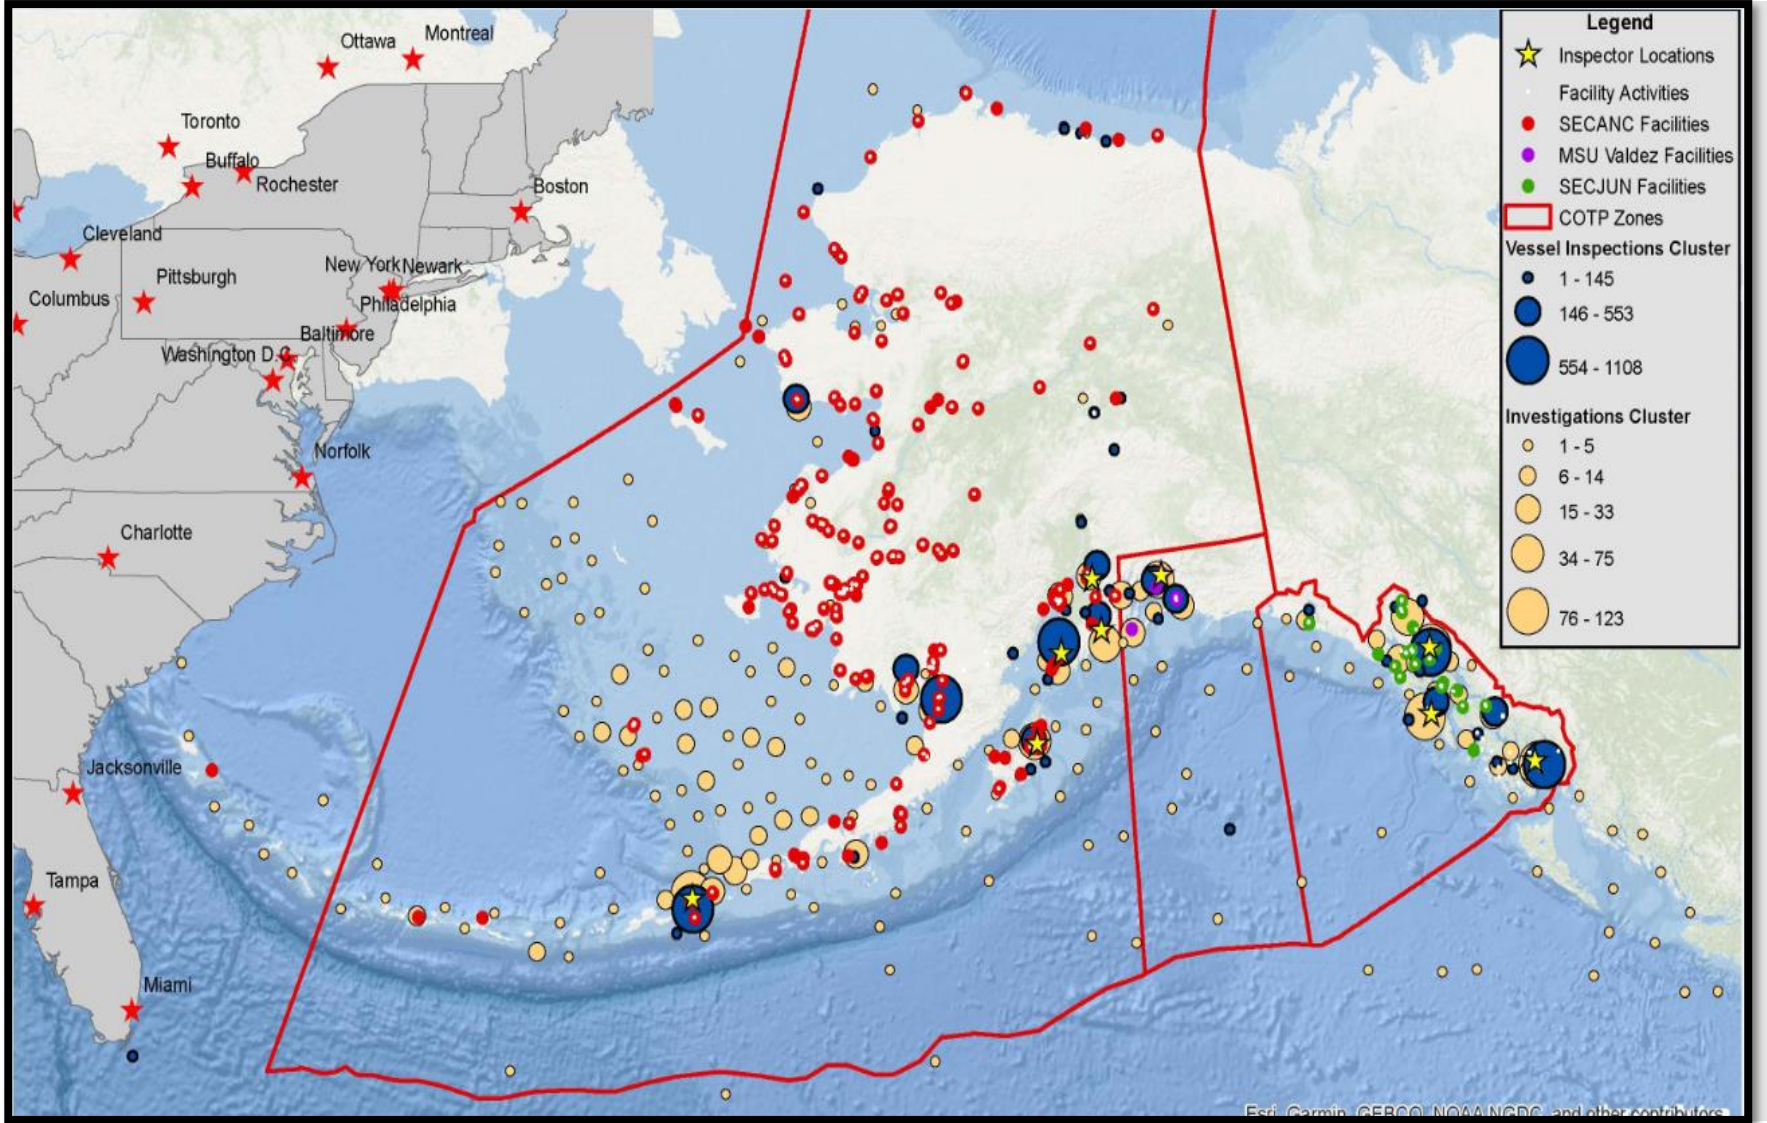 Ottawa
Montreal
Toronto
Buffalo
Rochester
Boston
Cleveland
New York Newark
Pittsburgh
Columbus
Philadelphia
Baltimore
Washington D.C.
Norfolk
Charlotte
Jacksonville
Tampa
Miami
Legend
Inspector Locations
Facility Activities
SECANC Facilities
MSU Valdez Facilities
SECJUN Facilities
COTP Zones
Vessel Inspections Cluster
1 - 145
146 - 553
554 - 1108
Investigations Cluster
1 - 5
6 - 14
15 - 33
34 - 75
76 - 123
Esri, Garmin, GEBCO, NOAA NGDC, and other contributors